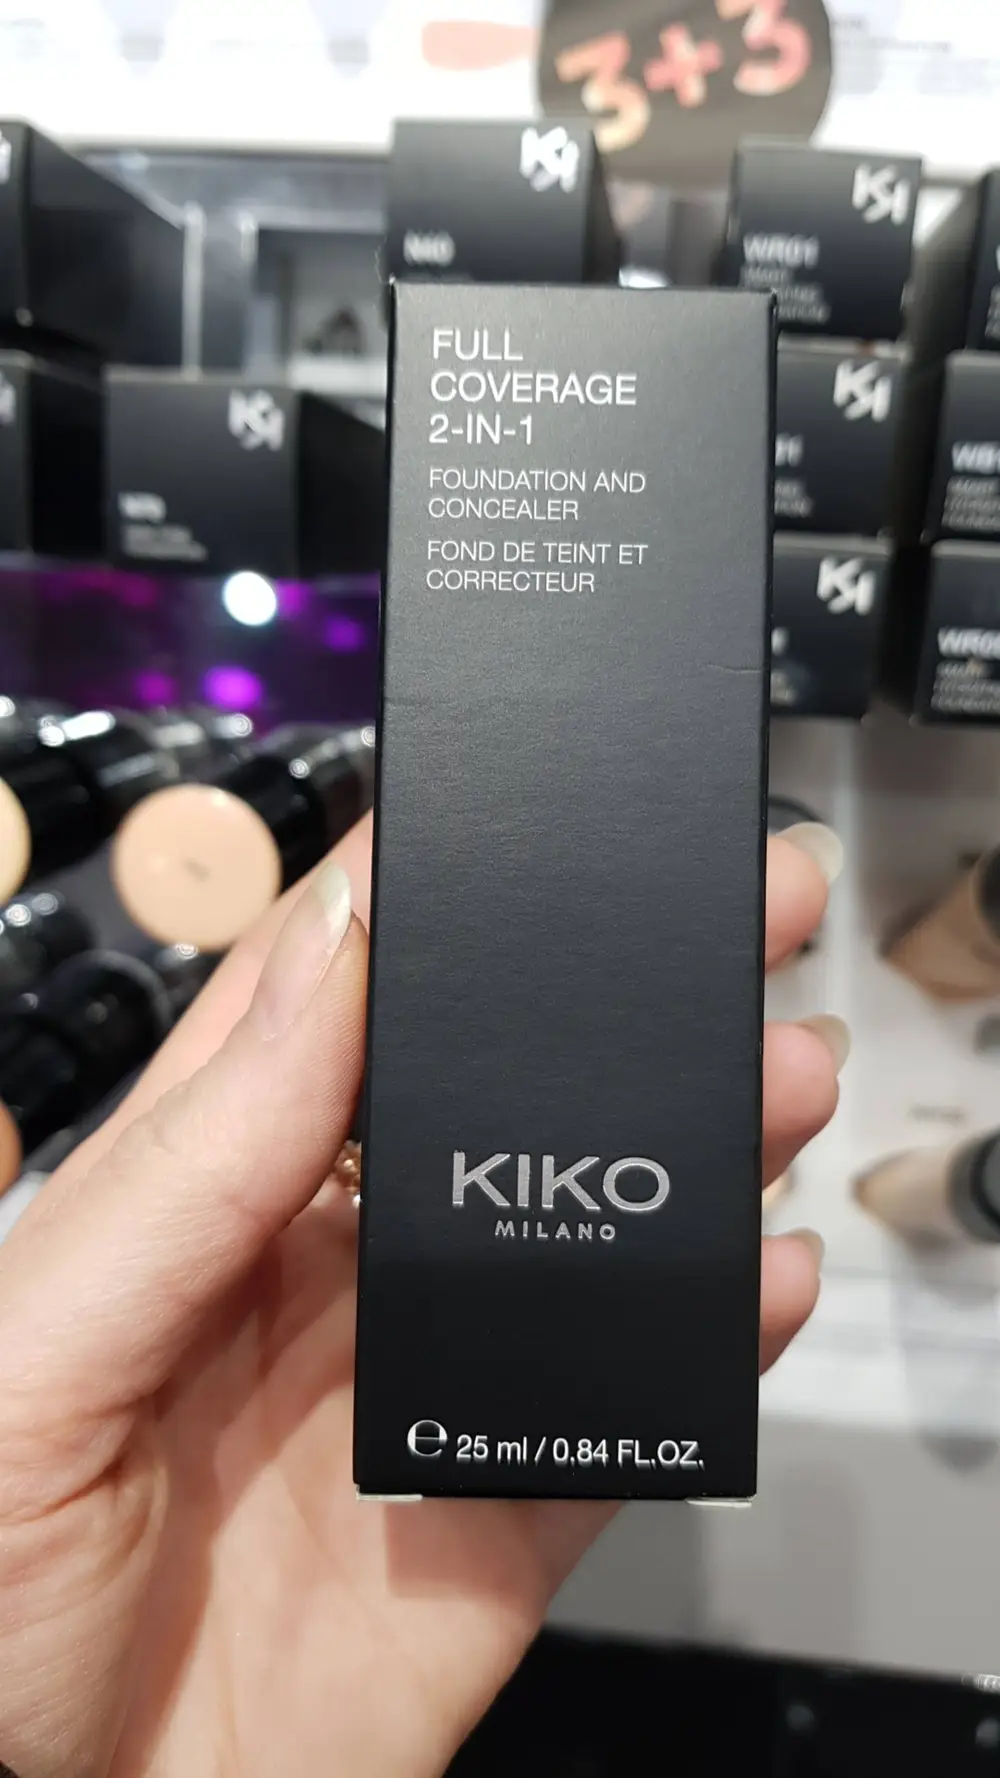 3+3
N40
WR01
FULL
COVERAGE
2-IN-1
FOUNDATION AND
CONCEALER
FOND DE TEINT ET
CORRECTEUR
KIKO
MILANO
e 25 ml / 0,84 FL.OZ.